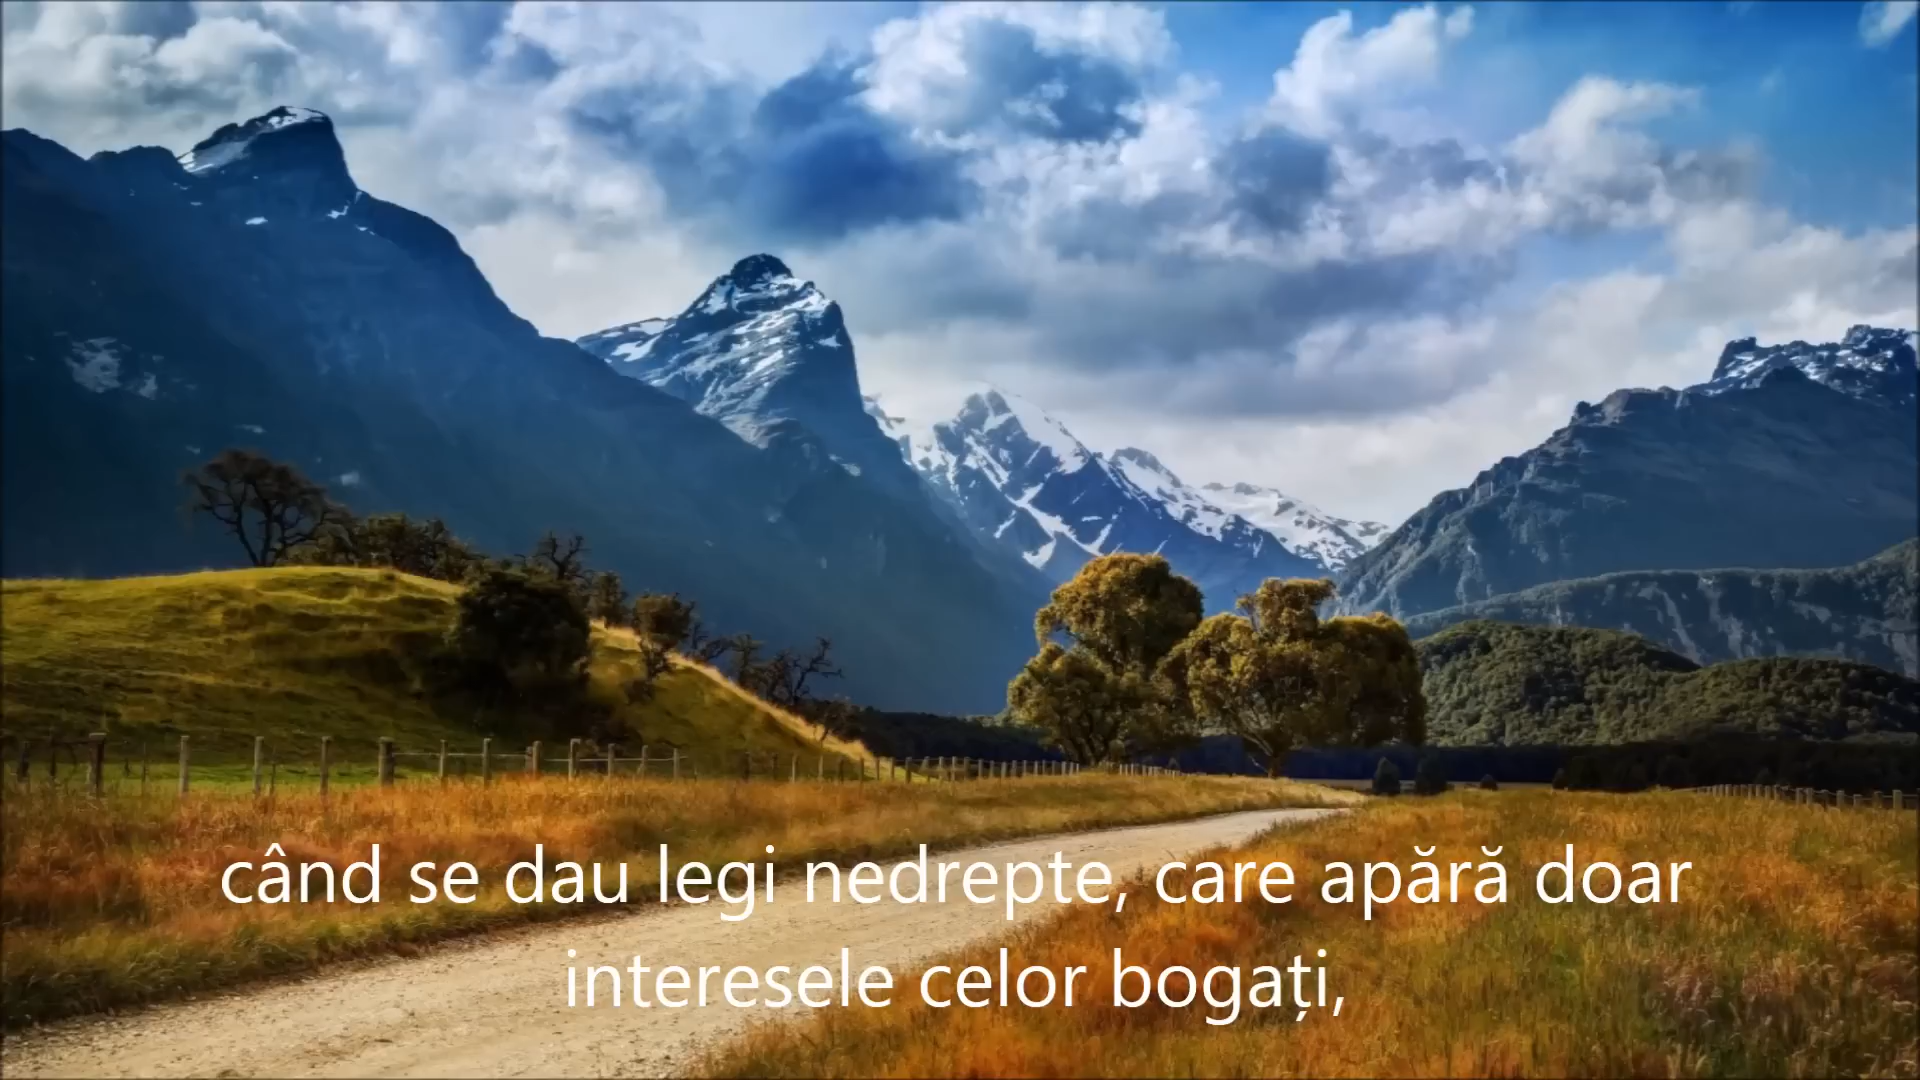 când se dau legi nedrepte, care apără doar
interesele celor bogați,